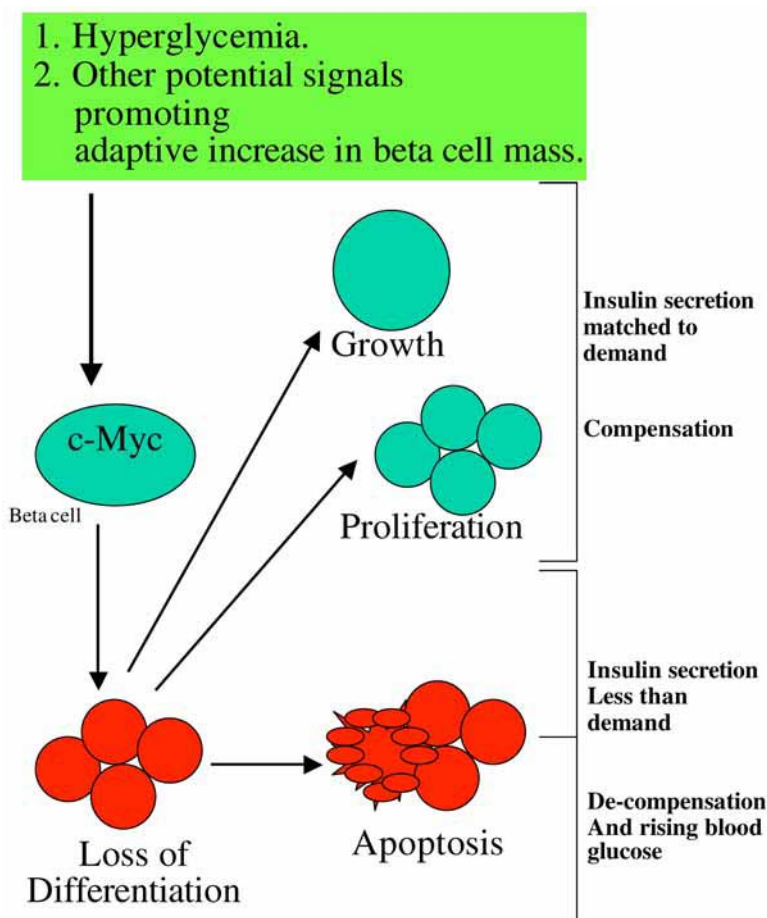 1. Hyperglycemia.
2. Other potential signals
promoting
adaptive increase in beta cell mass.
Growth
Insulin secretion
matched to
demand
c-Myc
Compensation
Beta cell
Proliferation
Insulin secretion
Less than
demand
De-compensation
And rising blood
glucose
Apoptosis
Loss of
Differentiation